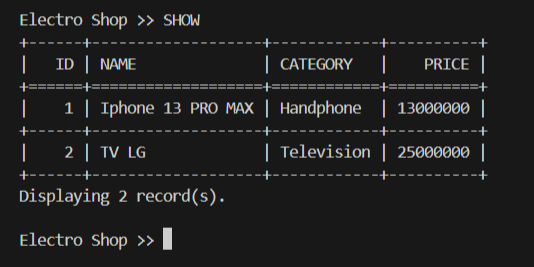 Electro Shop >> SHOW
+------+--------------------+--------------+----------+
|   ID | NAME               | CATEGORY     |    PRICE |
+======+====================+==============+==========+
|    1 | Iphone 13 PRO MAX | Handphone  | 13000000 |
+------+--------------------+--------------+----------+
|    2 | TV LG              | Television | 25000000 |
+------+--------------------+--------------+----------+
Displaying 2 record(s).
Electro Shop >>